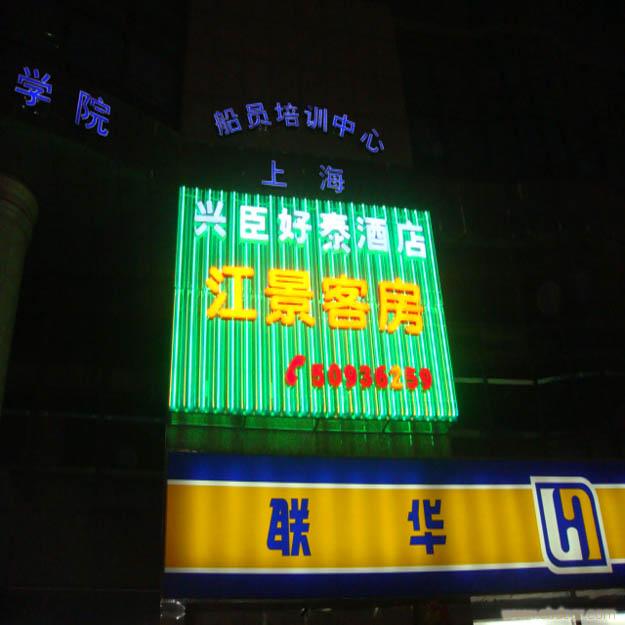 学院
船员培训中心
上海
兴臣好泰酒店
江景客房
50936259
联华